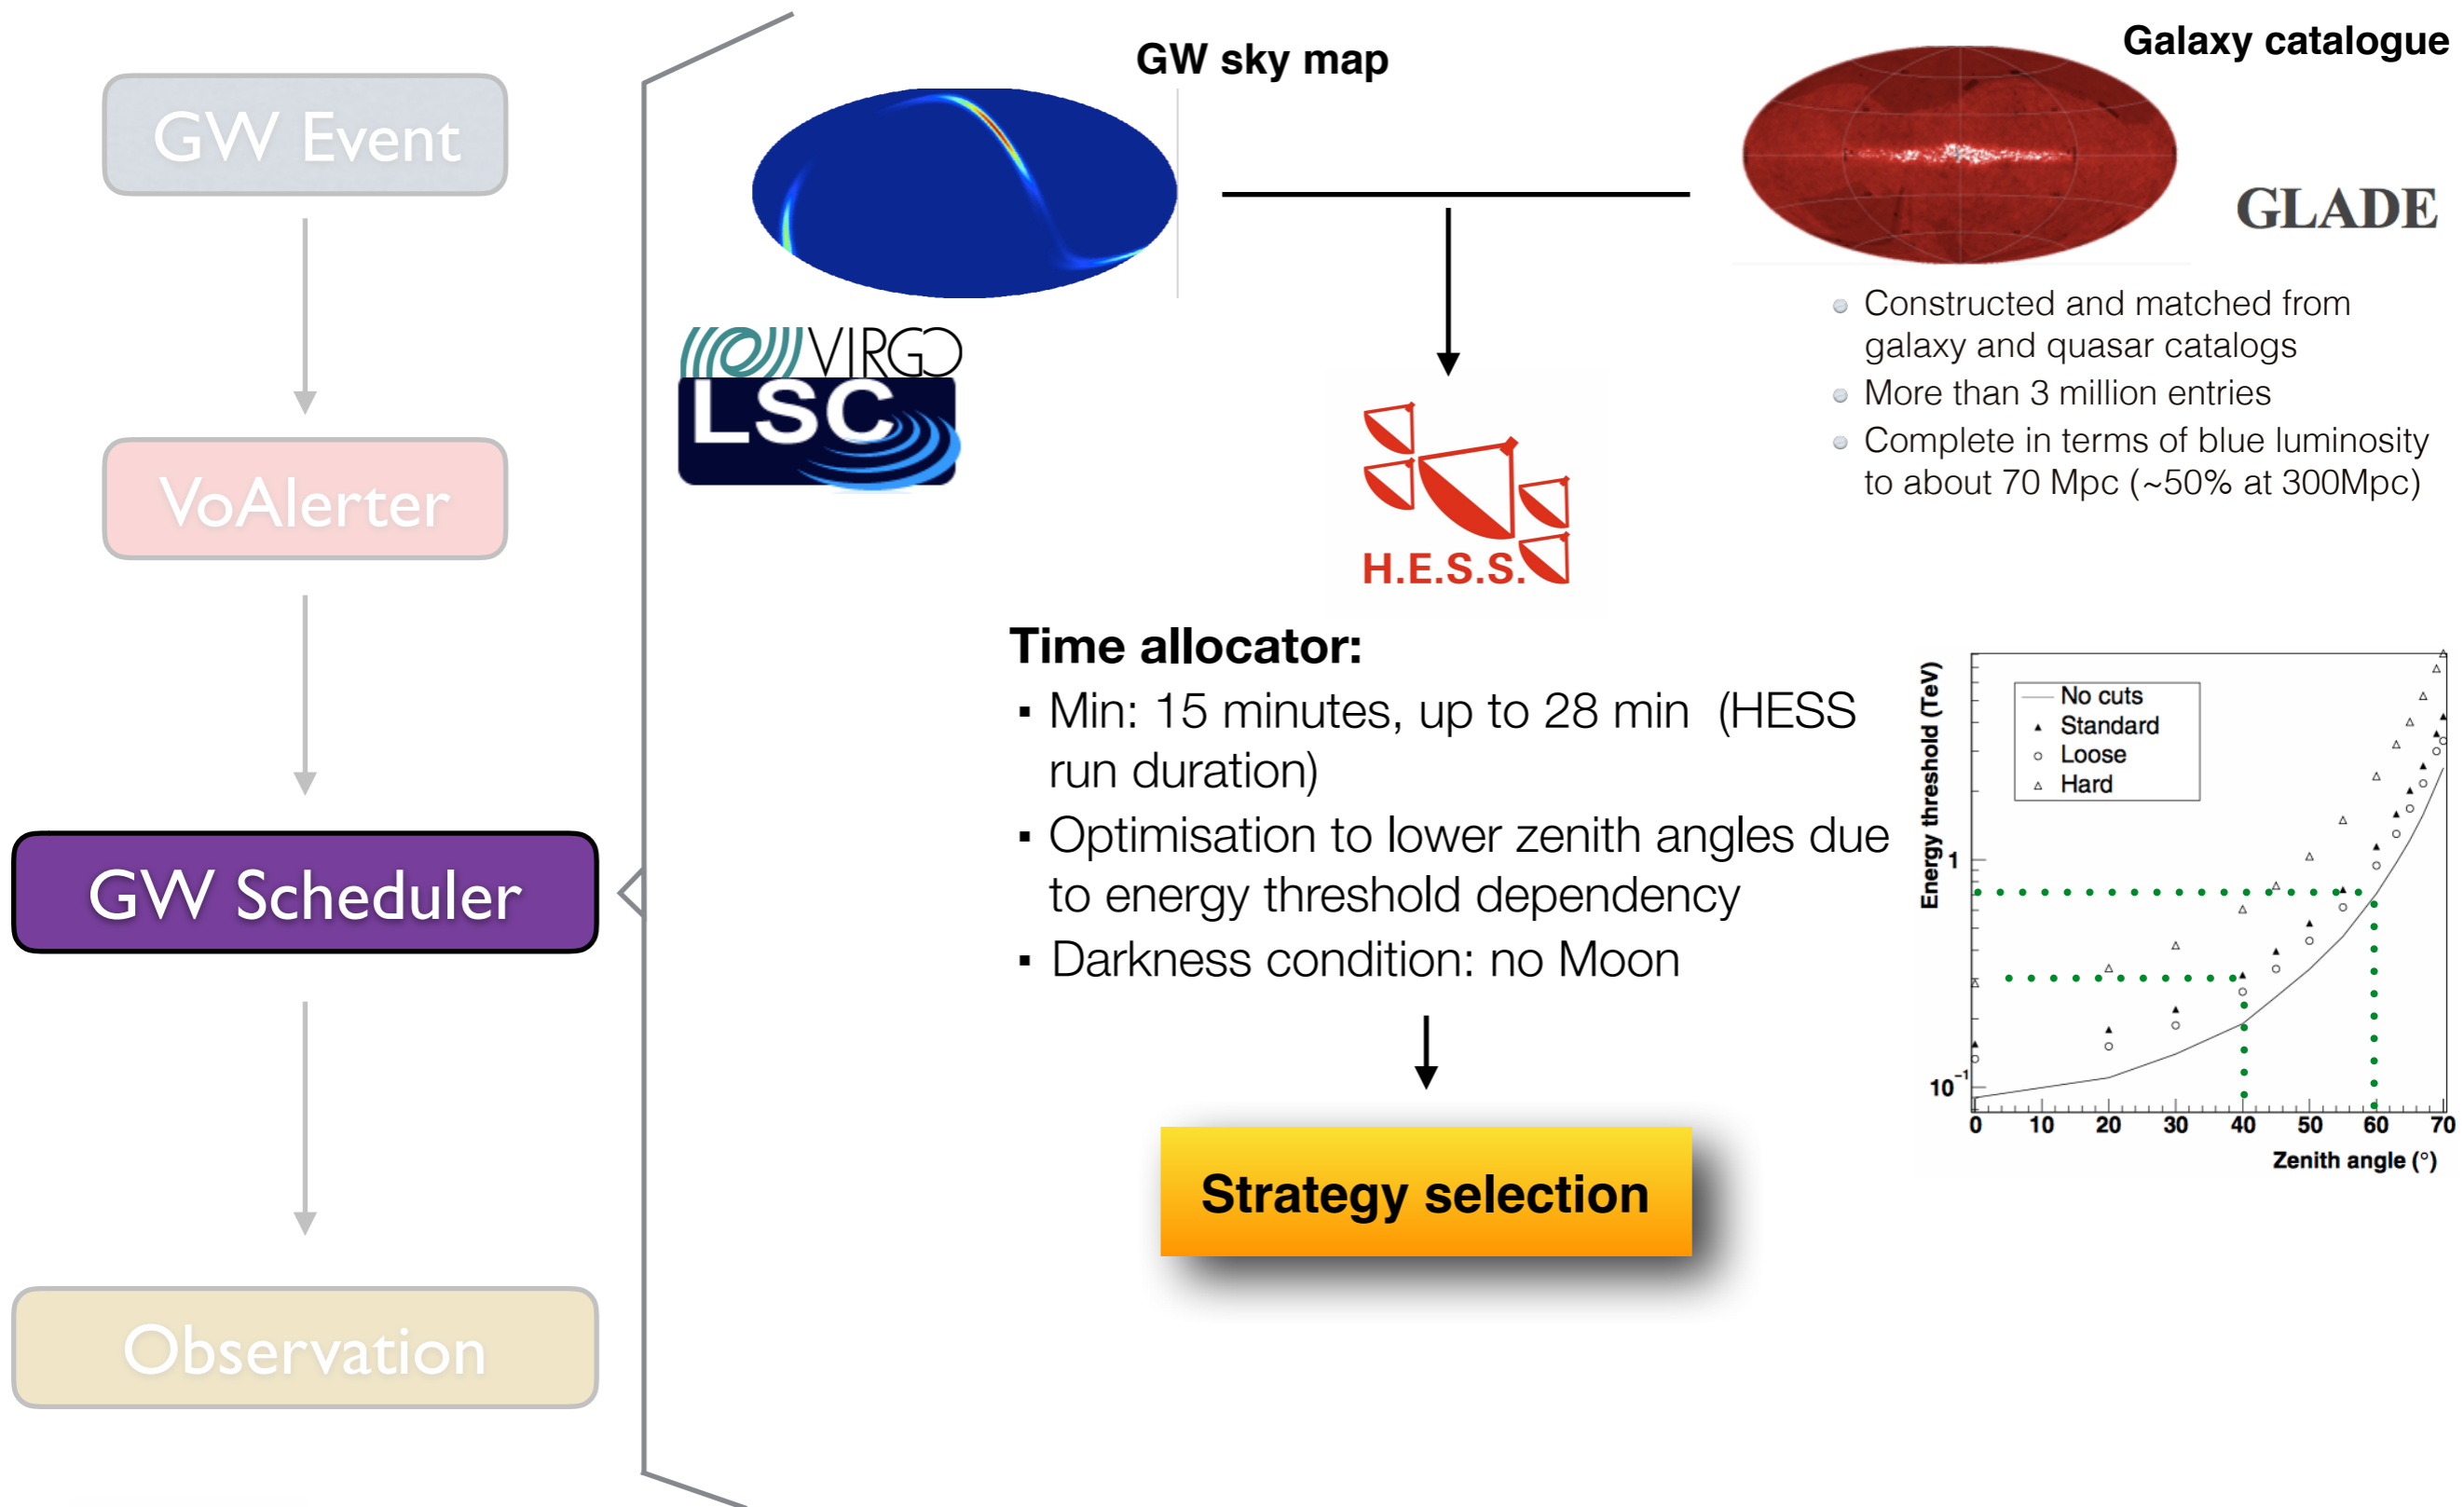 GW Event
VoAlerter
GW Scheduler
Observation
GW sky map
VIRGO
LSC
Galaxy catalogue
GLADE
Constructed and matched from
galaxy and quasar catalogs
More than 3 million entries
Complete in terms of blue luminosity
to about 70 Mpc (~50% at 300Mpc)
H.E.S.S.
Time allocator:
▪ Min: 15 minutes, up to 28 min (HESS
run duration)
▪ Optimisation to lower zenith angles due
to energy threshold dependency
▪ Darkness condition: no Moon
Strategy selection
Energy threshold (TeV)
No cuts
Standard
Loose
Hard
1
10⁻¹
0 10 20 30 40 50 60 70
Zenith angle (°)